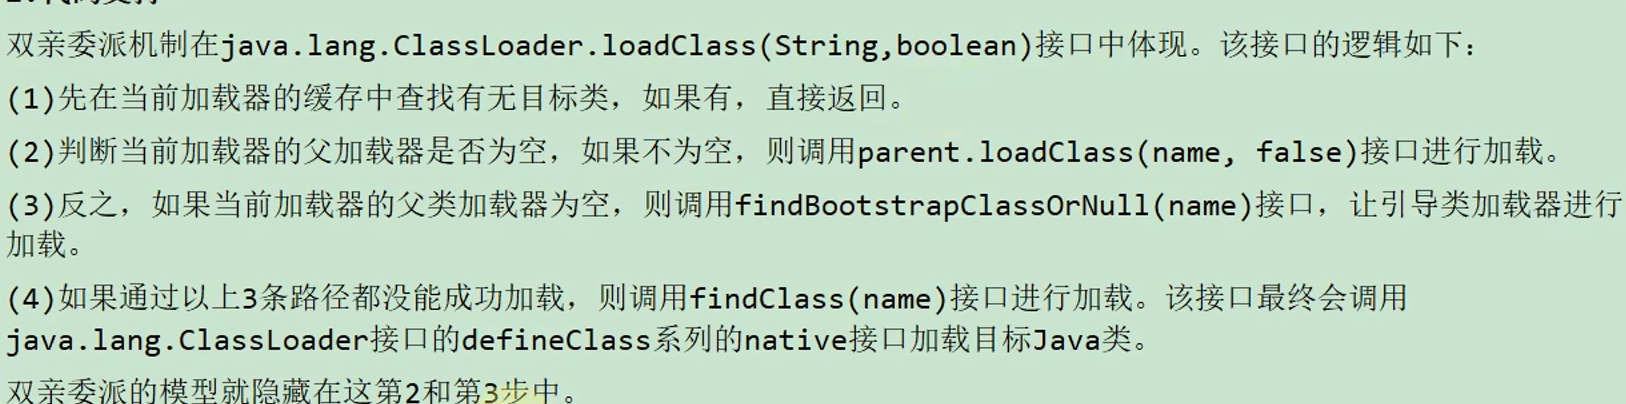 双亲委派机制在java.lang.ClassLoader.loadClass(String,boolean)接口中体现。该接口的逻辑如下：
(1)先在当前加载器的缓存中查找有无目标类，如果有，直接返回。
(2)判断当前加载器的父加载器是否为空，如果不为空，则调用parent.loadClass(name, false)接口进行加载。
(3)反之，如果当前加载器的父类加载器为空，则调用findBootstrapClassOrNull(name)接口，让引导类加载器进行
加载。
(4)如果通过以上3条路径都没能成功加载，则调用findClass(name)接口进行加载。该接口最终会调用
java.lang.ClassLoader接口的defineClass系列的native接口加载目标Java类。
双亲委派的模型就隐藏在这第2和第3步中。